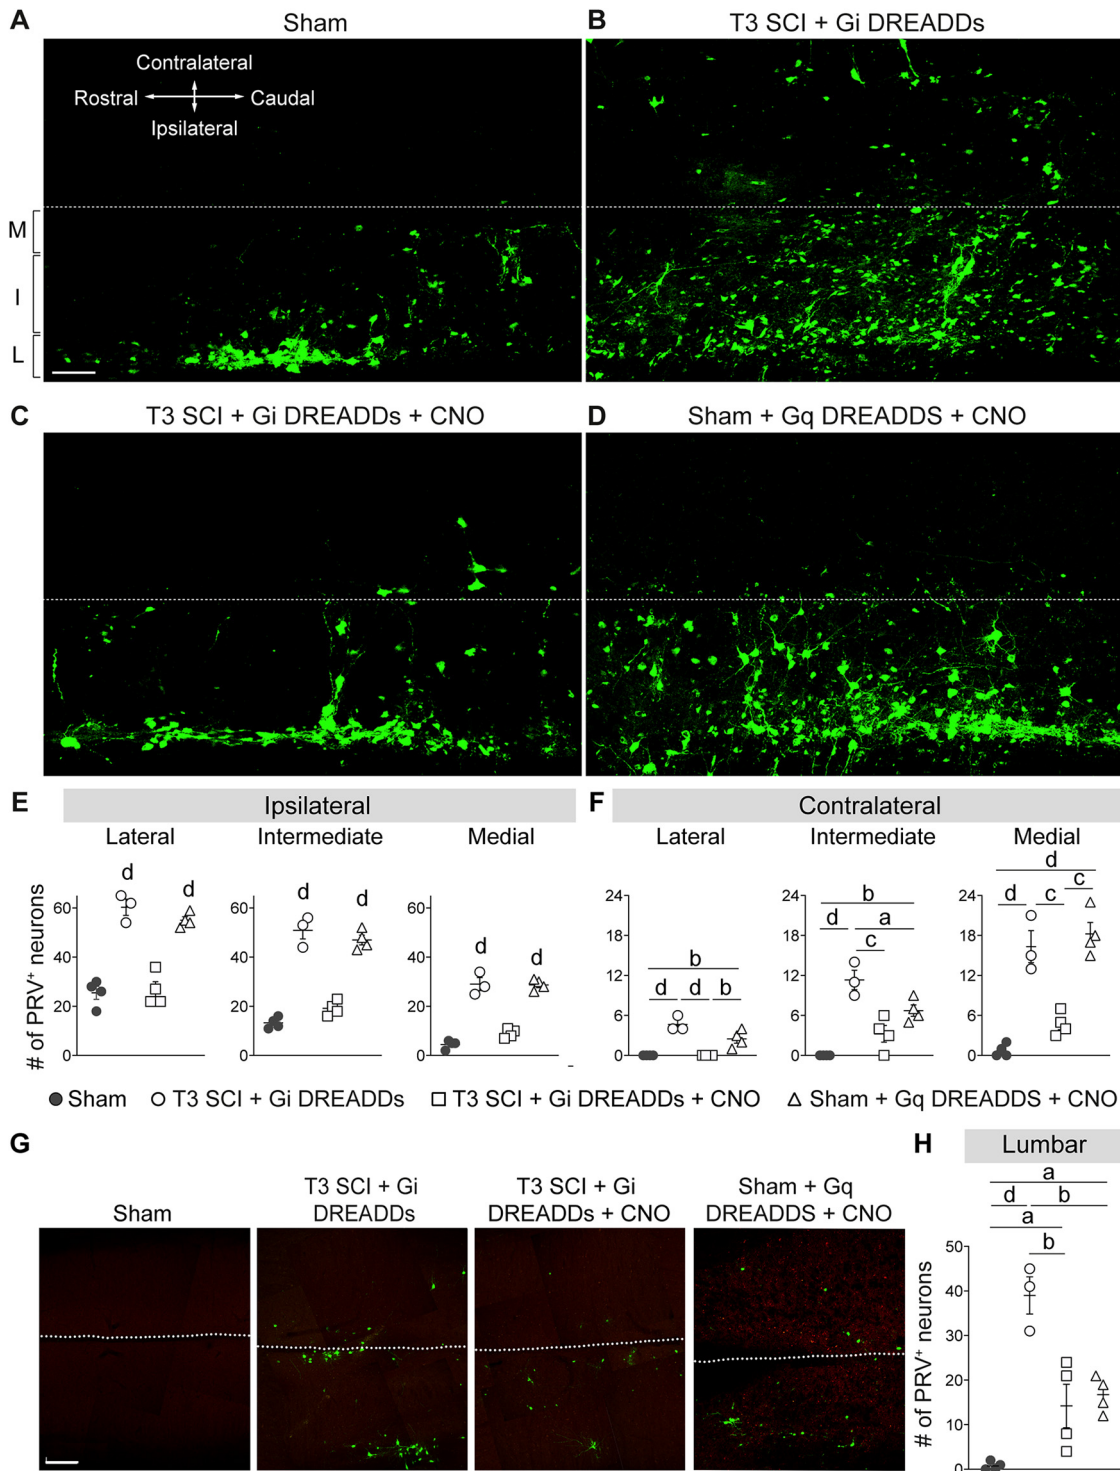 A Sham
B T3 SCI + Gi DREADDs
Contralateral
Rostral Caudal
Ipsilateral
M
I
L
C T3 SCI + Gi DREADDs + CNO
D Sham + Gq DREADDS + CNO
E Ipsilateral
F Contralateral
Lateral Intermediate Medial
Lateral Intermediate Medial
# of PRV+ neurons
60 40 20 0
d d
60 40 20 0
d d
60 40 20 0
d d
24 18 12 6 0
b
d d b
24 18 12 6 0
b
d a
c
24 18 12 6 0
d
c
d c
Sham T3 SCI + Gi DREADDs T3 SCI + Gi DREADDs + CNO Sham + Gq DREADDS + CNO
G
Sham
T3 SCI + Gi
DREADDs
T3 SCI + Gi
DREADDs + CNO
Sham + Gq
DREADDS + CNO
H Lumbar
a
d b
a
b
# of PRV+ neurons
50
40
30
20
10
0